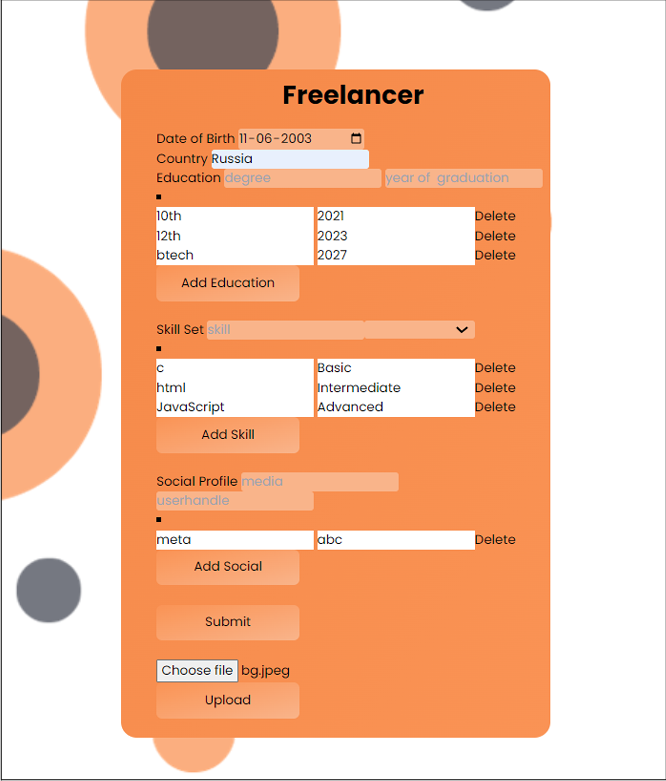 Freelancer
Date of Birth 11-06-2003
Country Russia
Education degree year of graduation
10th 2021 Delete
12th 2023 Delete
btech 2027 Delete
Add Education
Skill Set skill
c Basic Delete
html Intermediate Delete
JavaScript Advanced Delete
Add Skill
Social Profile media
userhandle
meta abc Delete
Add Social
Submit
Choose file bg.jpeg
Upload